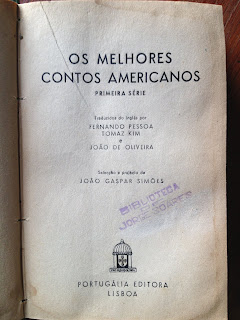 OS MELHORES
CONTOS AMERICANOS
PRIMEIRA SÉRIE
Traduzidos do inglês por
FERNANDO PESSOA
TOMAZ KIM
e
JOÃO DE OLIVEIRA
Selecção e prefácio de
JOÃO GASPAR SIMÕES
BIBLIOTECA
PORTUGÁLIA EDITORA
LISBOA